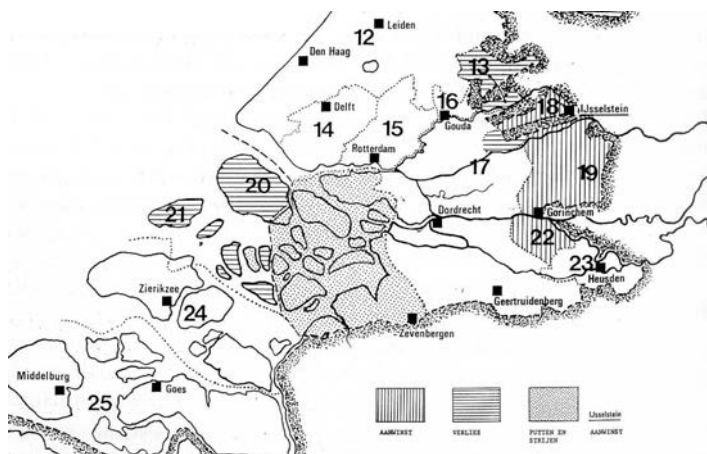 12
Leiden
Den Haag
13
16
18
IJsselstein
Delft
14
15
Gouda
Rotterdam
17
19
20
21
Dordrecht
Gorinchem
22
23
Heusden
Zierikzee
24
Geertruidenberg
Zevenbergen
Middelburg
Goes
25
AANWINST
VERLIES
PUTTEN EN
STRIJEN
IJsselstein
AANWINST